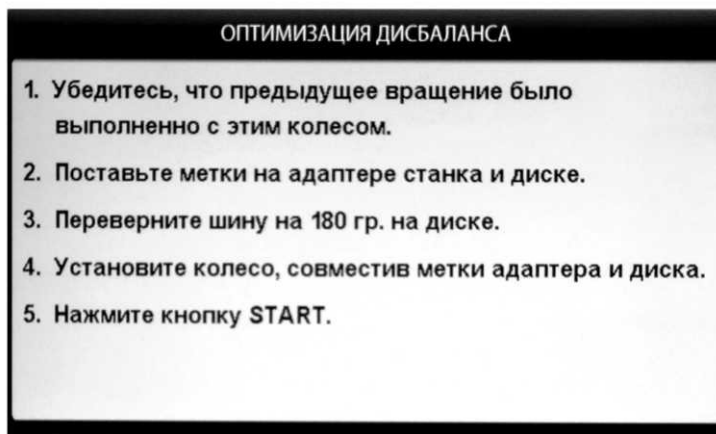 ОПТИМИЗАЦИЯ ДИСБАЛАНСА
1. Убедитесь, что предыдущее вращение было
выполненно с этим колесом.
2. Поставьте метки на адаптере станка и диске.
3. Переверните шину на 180 гр. на диске.
4. Установите колесо, совместив метки адаптера и диска.
5. Нажмите кнопку START.